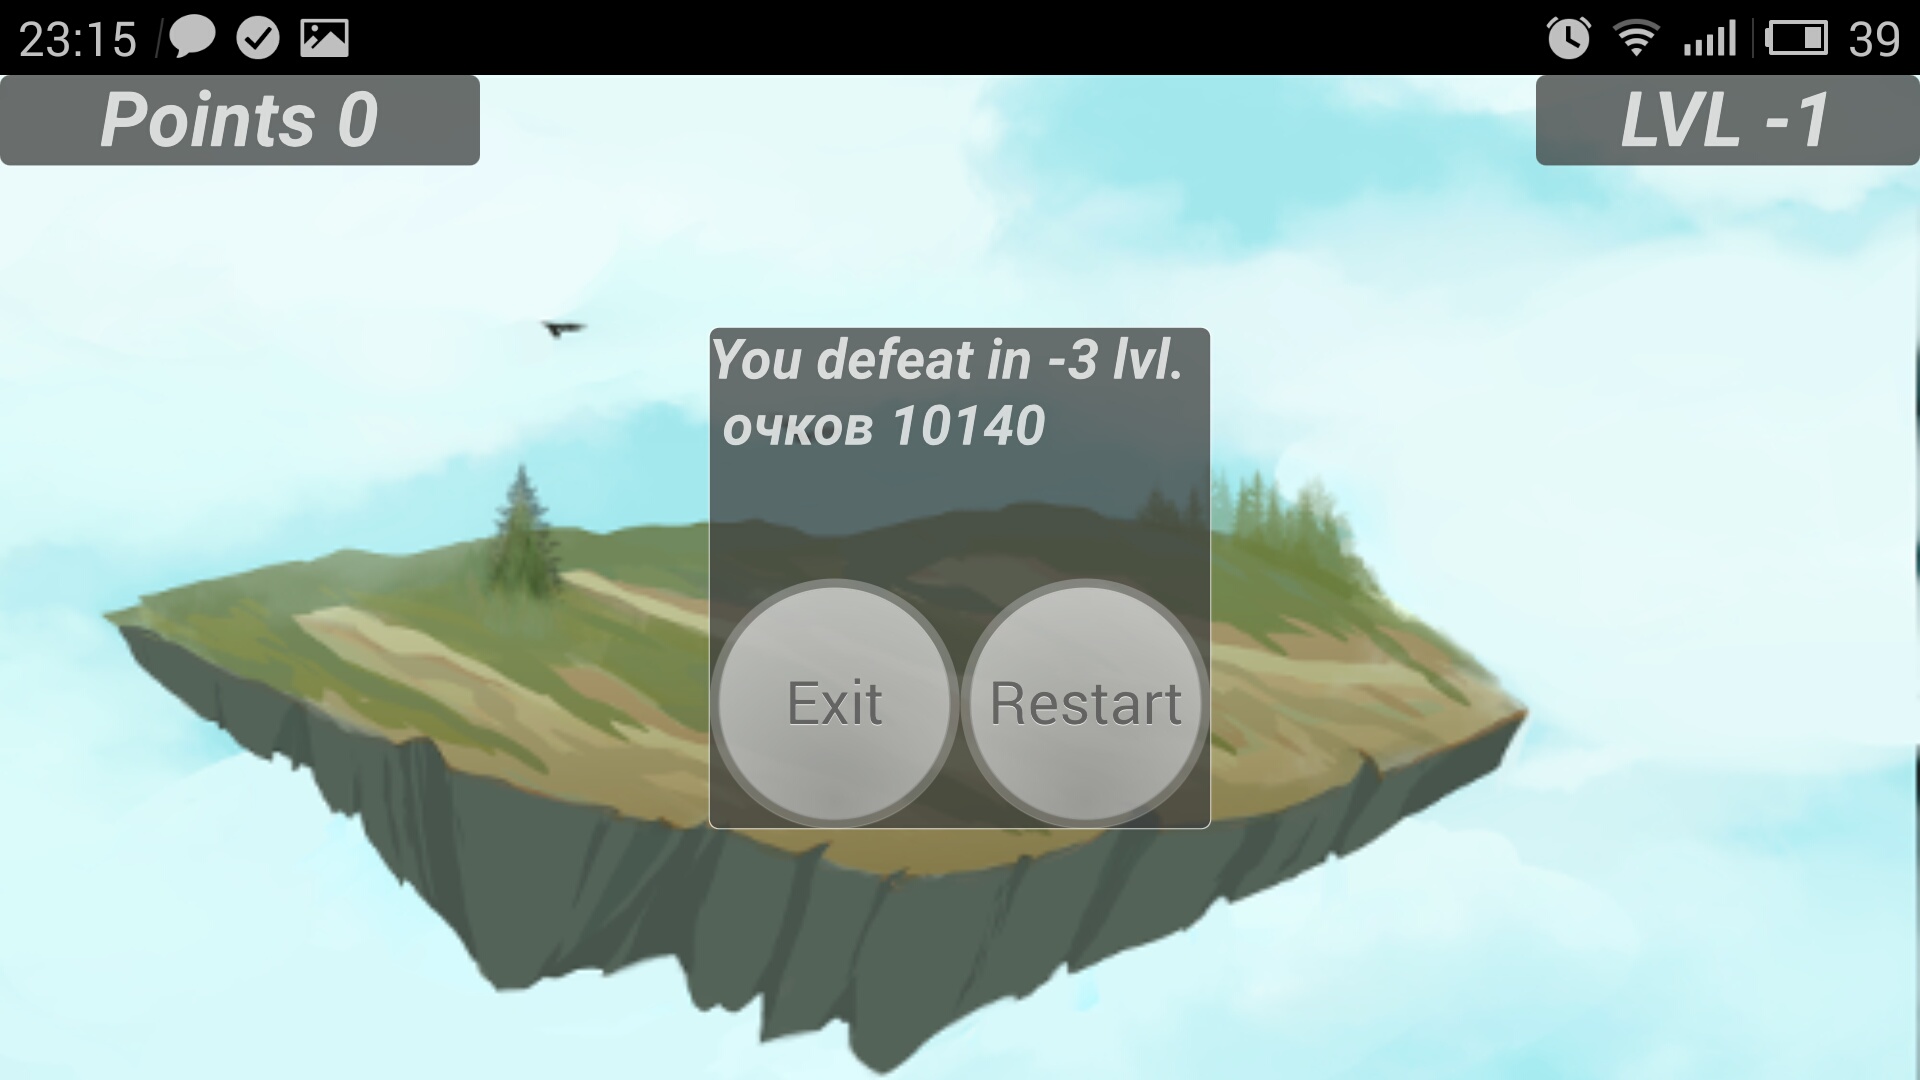 23:15 39
Points 0 LVL -1
You defeat in -3 lvl.
очков 10140
Exit Restart